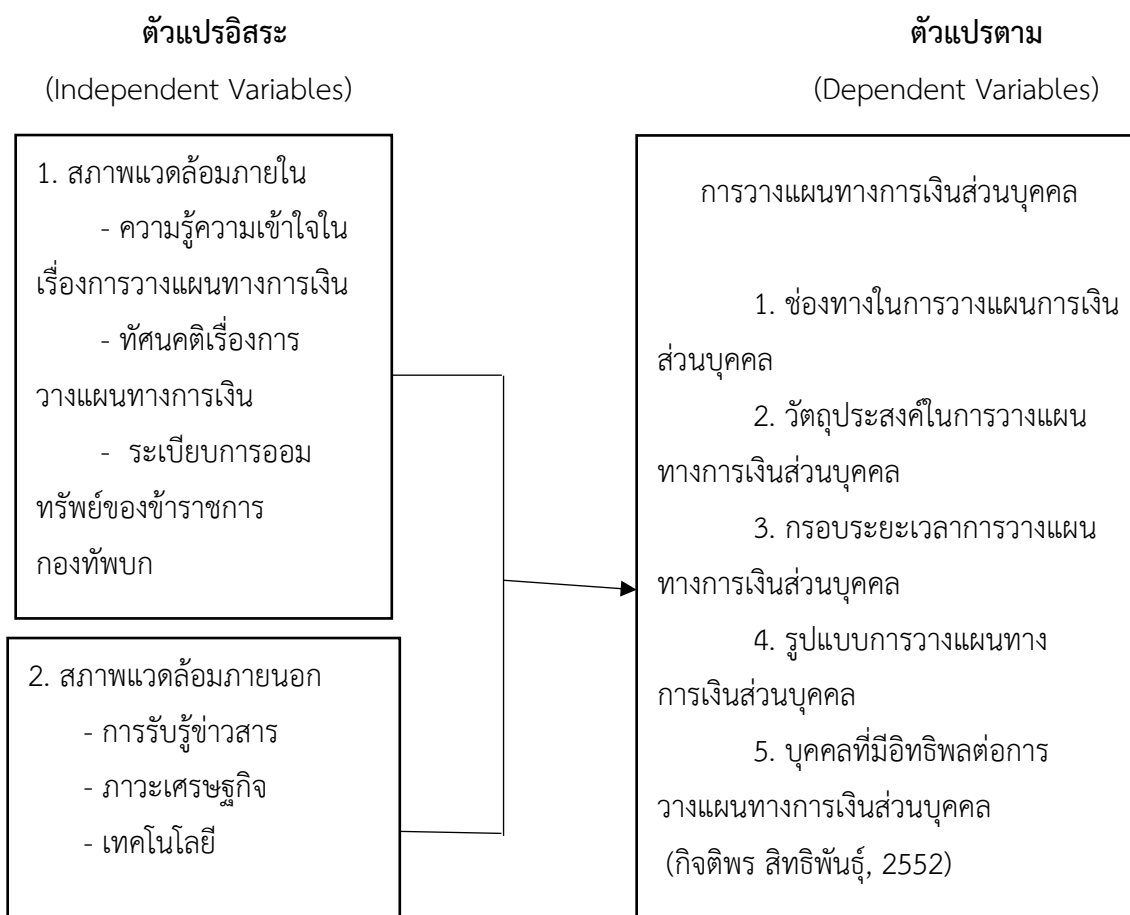 ตัวแปรอิสระ
(Independent Variables)
1. สภาพแวดล้อมภายใน
- ความรู้ความเข้าใจใน
เรื่องการวางแผนทางการเงิน
- ทัศนคติเรื่องการ
วางแผนทางการเงิน
- ระเบียบการออม
ทรัพย์ของข้าราชการ
กองทัพบก
2. สภาพแวดล้อมภายนอก
- การรับรู้ข่าวสาร
- ภาวะเศรษฐกิจ
- เทคโนโลยี
ตัวแปรตาม
(Dependent Variables)
การวางแผนทางการเงินส่วนบุคคล
1. ช่องทางในการวางแผนการเงิน
ส่วนบุคคล
2. วัตถุประสงค์ในการวางแผน
ทางการเงินส่วนบุคคล
3. กรอบระยะเวลาการวางแผน
ทางการเงินส่วนบุคคล
4. รูปแบบการวางแผนทาง
การเงินส่วนบุคคล
5. บุคคลที่มีอิทธิพลต่อการ
วางแผนทางการเงินส่วนบุคคล
(กิจติพร สิทธิพันธุ์, 2552)